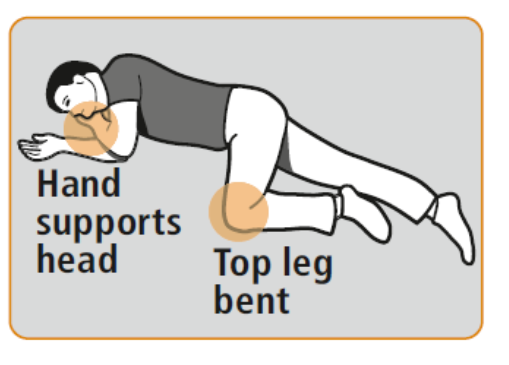 Hand
supports
head
Top leg
bent